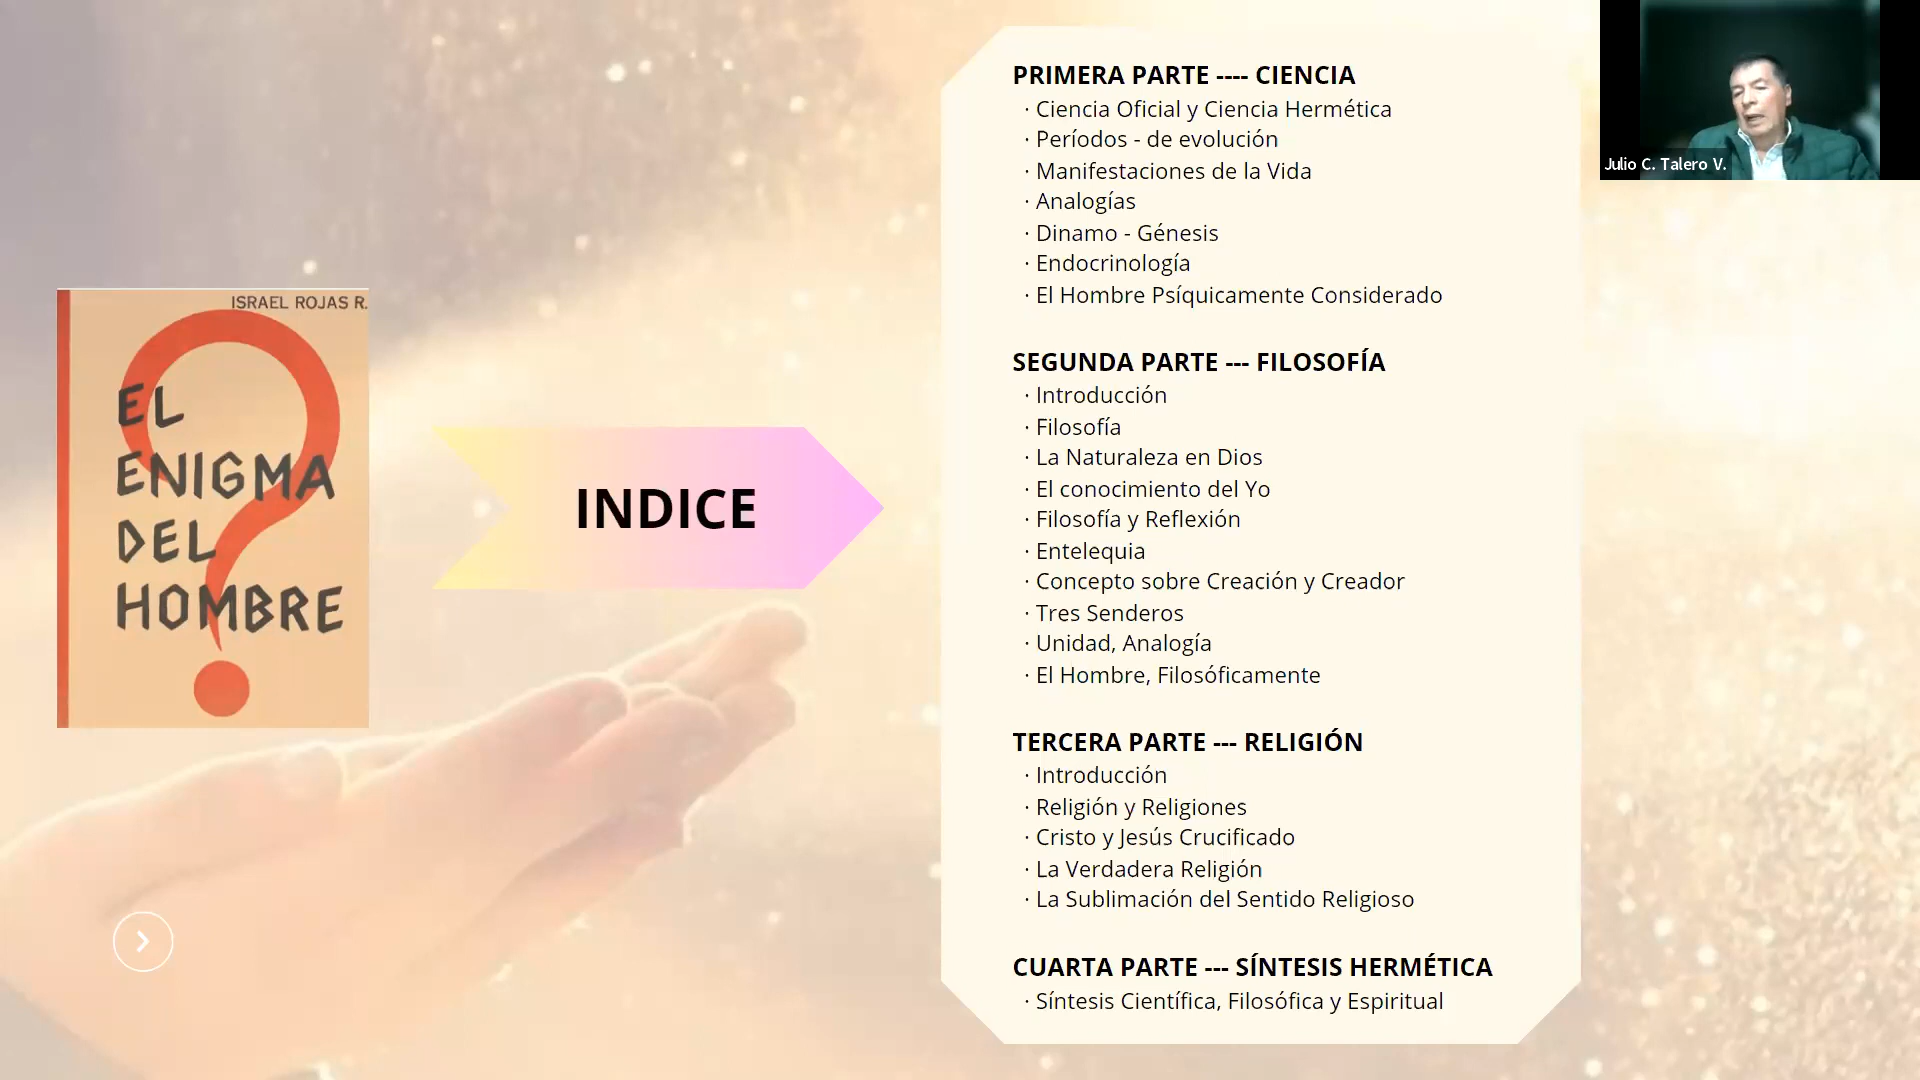 ISRAEL ROJAS R.
EL
ENIGMA
DEL
HOMBRE
INDICE
PRIMERA PARTE ---- CIENCIA
· Ciencia Oficial y Ciencia Hermética
· Períodos - de evolución
· Manifestaciones de la Vida
· Analogías
· Dinamo - Génesis
· Endocrinología
· El Hombre Psíquicamente Considerado
SEGUNDA PARTE --- FILOSOFÍA
· Introducción
· Filosofía
· La Naturaleza en Dios
· El conocimiento del Yo
· Filosofía y Reflexión
· Entelequia
· Concepto sobre Creación y Creador
· Tres Senderos
· Unidad, Analogía
· El Hombre, Filosóficamente
TERCERA PARTE --- RELIGIÓN
· Introducción
· Religión y Religiones
· Cristo y Jesús Crucificado
· La Verdadera Religión
· La Sublimación del Sentido Religioso
CUARTA PARTE --- SÍNTESIS HERMÉTICA
· Síntesis Científica, Filosófica y Espiritual
Julio C. Talero V.